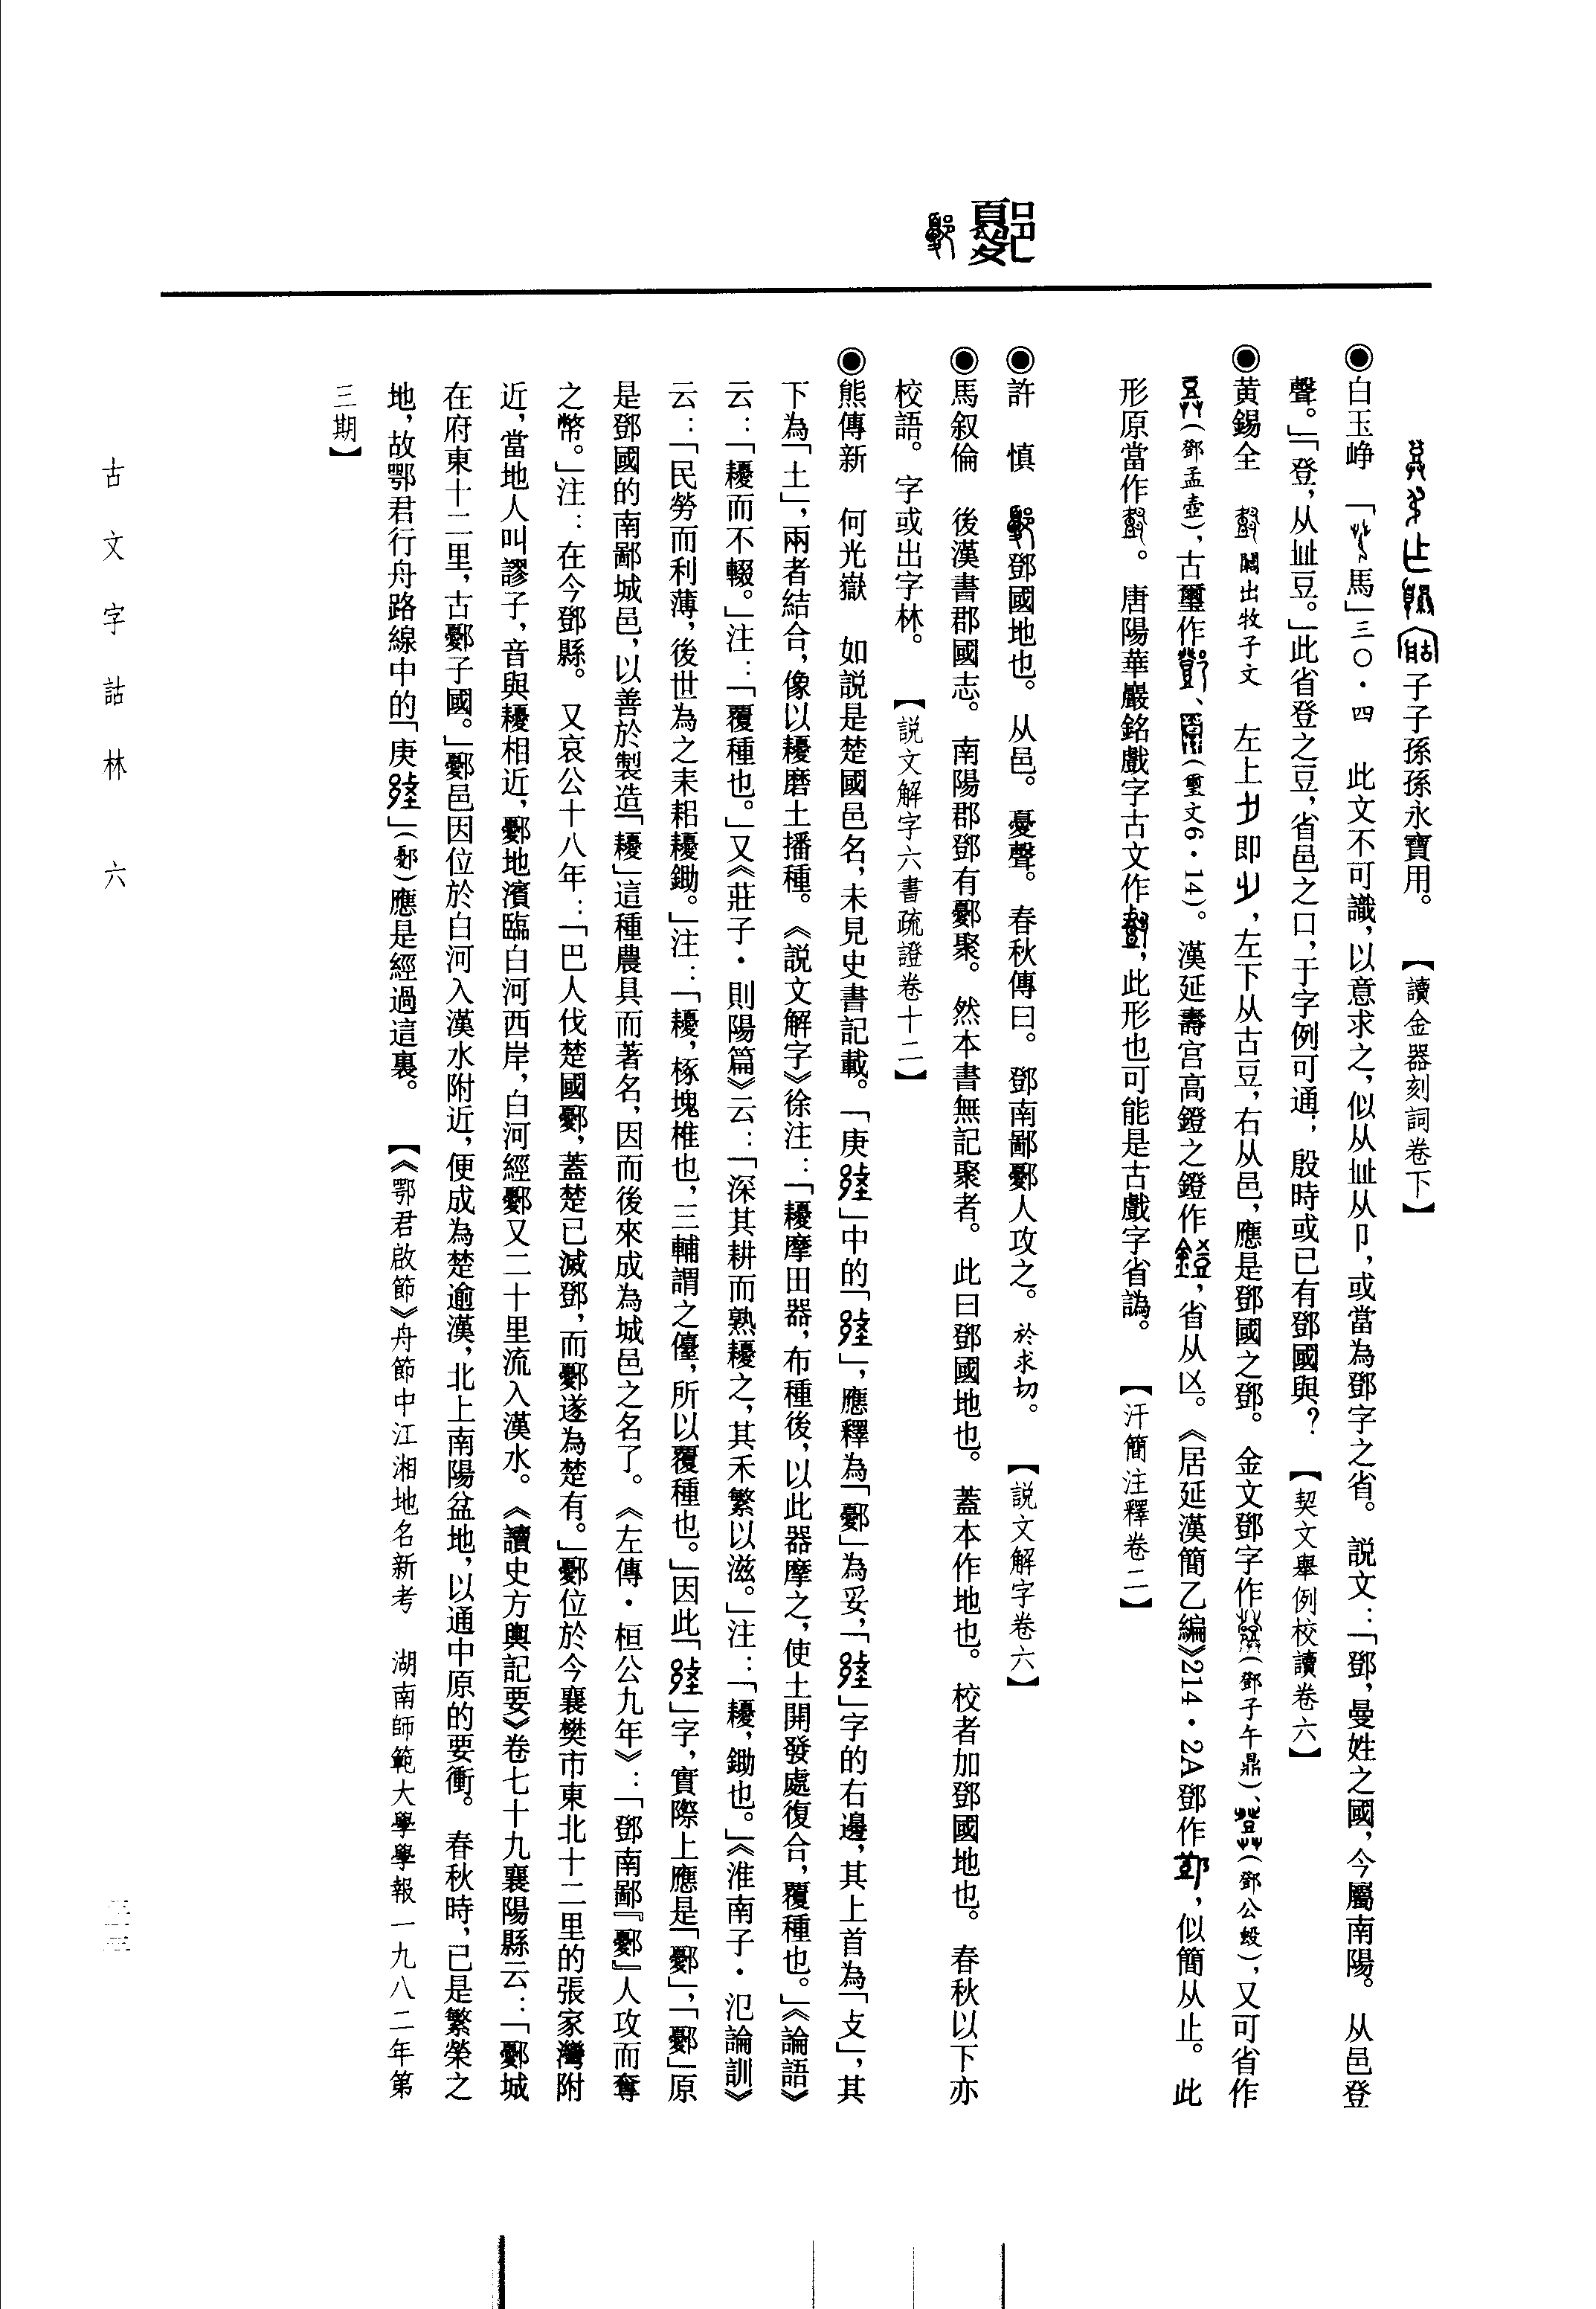 鄾
子子孫孫永寶用。　【讀金器刻詞卷下】
◉白玉崢　「馬」三〇·四　此文不可識，以意求之，似从癶从卩，或當為鄧字之省。　說文：「鄧，曼姓之國，今屬南陽。　从邑登
聲。」「登，从癶豆。」此省登之豆，省邑之口，于字例可通；殷時或已有鄧國與？　【契文舉例校讀卷六】
◉黃錫全　鬬出牧子文　左上即，左下从古豆，右从邑，應是鄧國之鄧。　金文鄧字作（鄧子午鼎）、（鄧公𣪘），又可省作
（鄧孟壺），古璽作、（璽文6·14）。　漢延壽宮高鐙之鐙作，省从凶。　《居延漢簡乙編》214·2A鄧作，似簡从止。　此
形原當作。　唐陽華巖銘戲字古文作，此形也可能是古戲字省譌。　【汗簡注釋卷二】
◉許　慎　鄧國地也。　从邑。　憂聲。　春秋傳曰。　鄧南鄙鄾人攻之。　於求切。　【說文解字卷六】
◉馬叙倫　後漢書郡國志。　南陽郡鄧有鄾聚。　然本書無記聚者。　此曰鄧國地也。　蓋本作地也。　校者加鄧國地也。　春秋以下亦
校語。　字或出字林。　【說文解字六書疏證卷十二】
◉熊傳新　何光嶽　如說是楚國邑名，未見史書記載。　「庚」中的「」，應釋為「鄾」為妥，「」字的右邊，其上首為「支」，其
下為「土」，兩者結合，像以耰磨土播種。　《說文解字》徐注：「耰摩田器，布種後，以此器摩之，使土開發處復合，覆種也。」《論語》
云：「耰而不輟。」注：「覆種也。」又《莊子·則陽篇》云：「深其耕而熟耰之，其禾繁以滋。」注：「耰，鋤也。」《淮南子·氾論訓》
云：「民勞而利薄，後世為之耒耜耰鋤。」注：「耰，椓塊椎也，三輔謂之儓，所以覆種也。」因此「」字，實際上應是「鄾」，「鄾」原
是鄧國的南鄙城邑，以善於製造「耰」這種農具而著名，因而後來成為城邑之名了。　《左傳·桓公九年》：「鄧南鄙『鄾』人攻而奪
之幣。」注：在今鄧縣。　又哀公十八年：「巴人伐楚國鄾，蓋楚已滅鄧，而鄾遂為楚有。」鄾位於今襄樊市東北十二里的張家灣附
近，當地人叫謬子，音與耰相近，鄾地濱臨白河西岸，白河經鄾又二十里流入漢水。　《讀史方輿記要》卷七十九襄陽縣云：「鄾城
在府東十二里，古鄾子國。」鄾邑因位於白河入漢水附近，便成為楚逾漢，北上南陽盆地，以通中原的要衝。　春秋時，已是繁榮之
地，故鄂君行舟路線中的「庚」（鄾）應是經過這裏。　【《鄂君啟節》舟節中江湘地名新考　湖南師範大學學報一九八二年第
三期】
古文字詁林　六